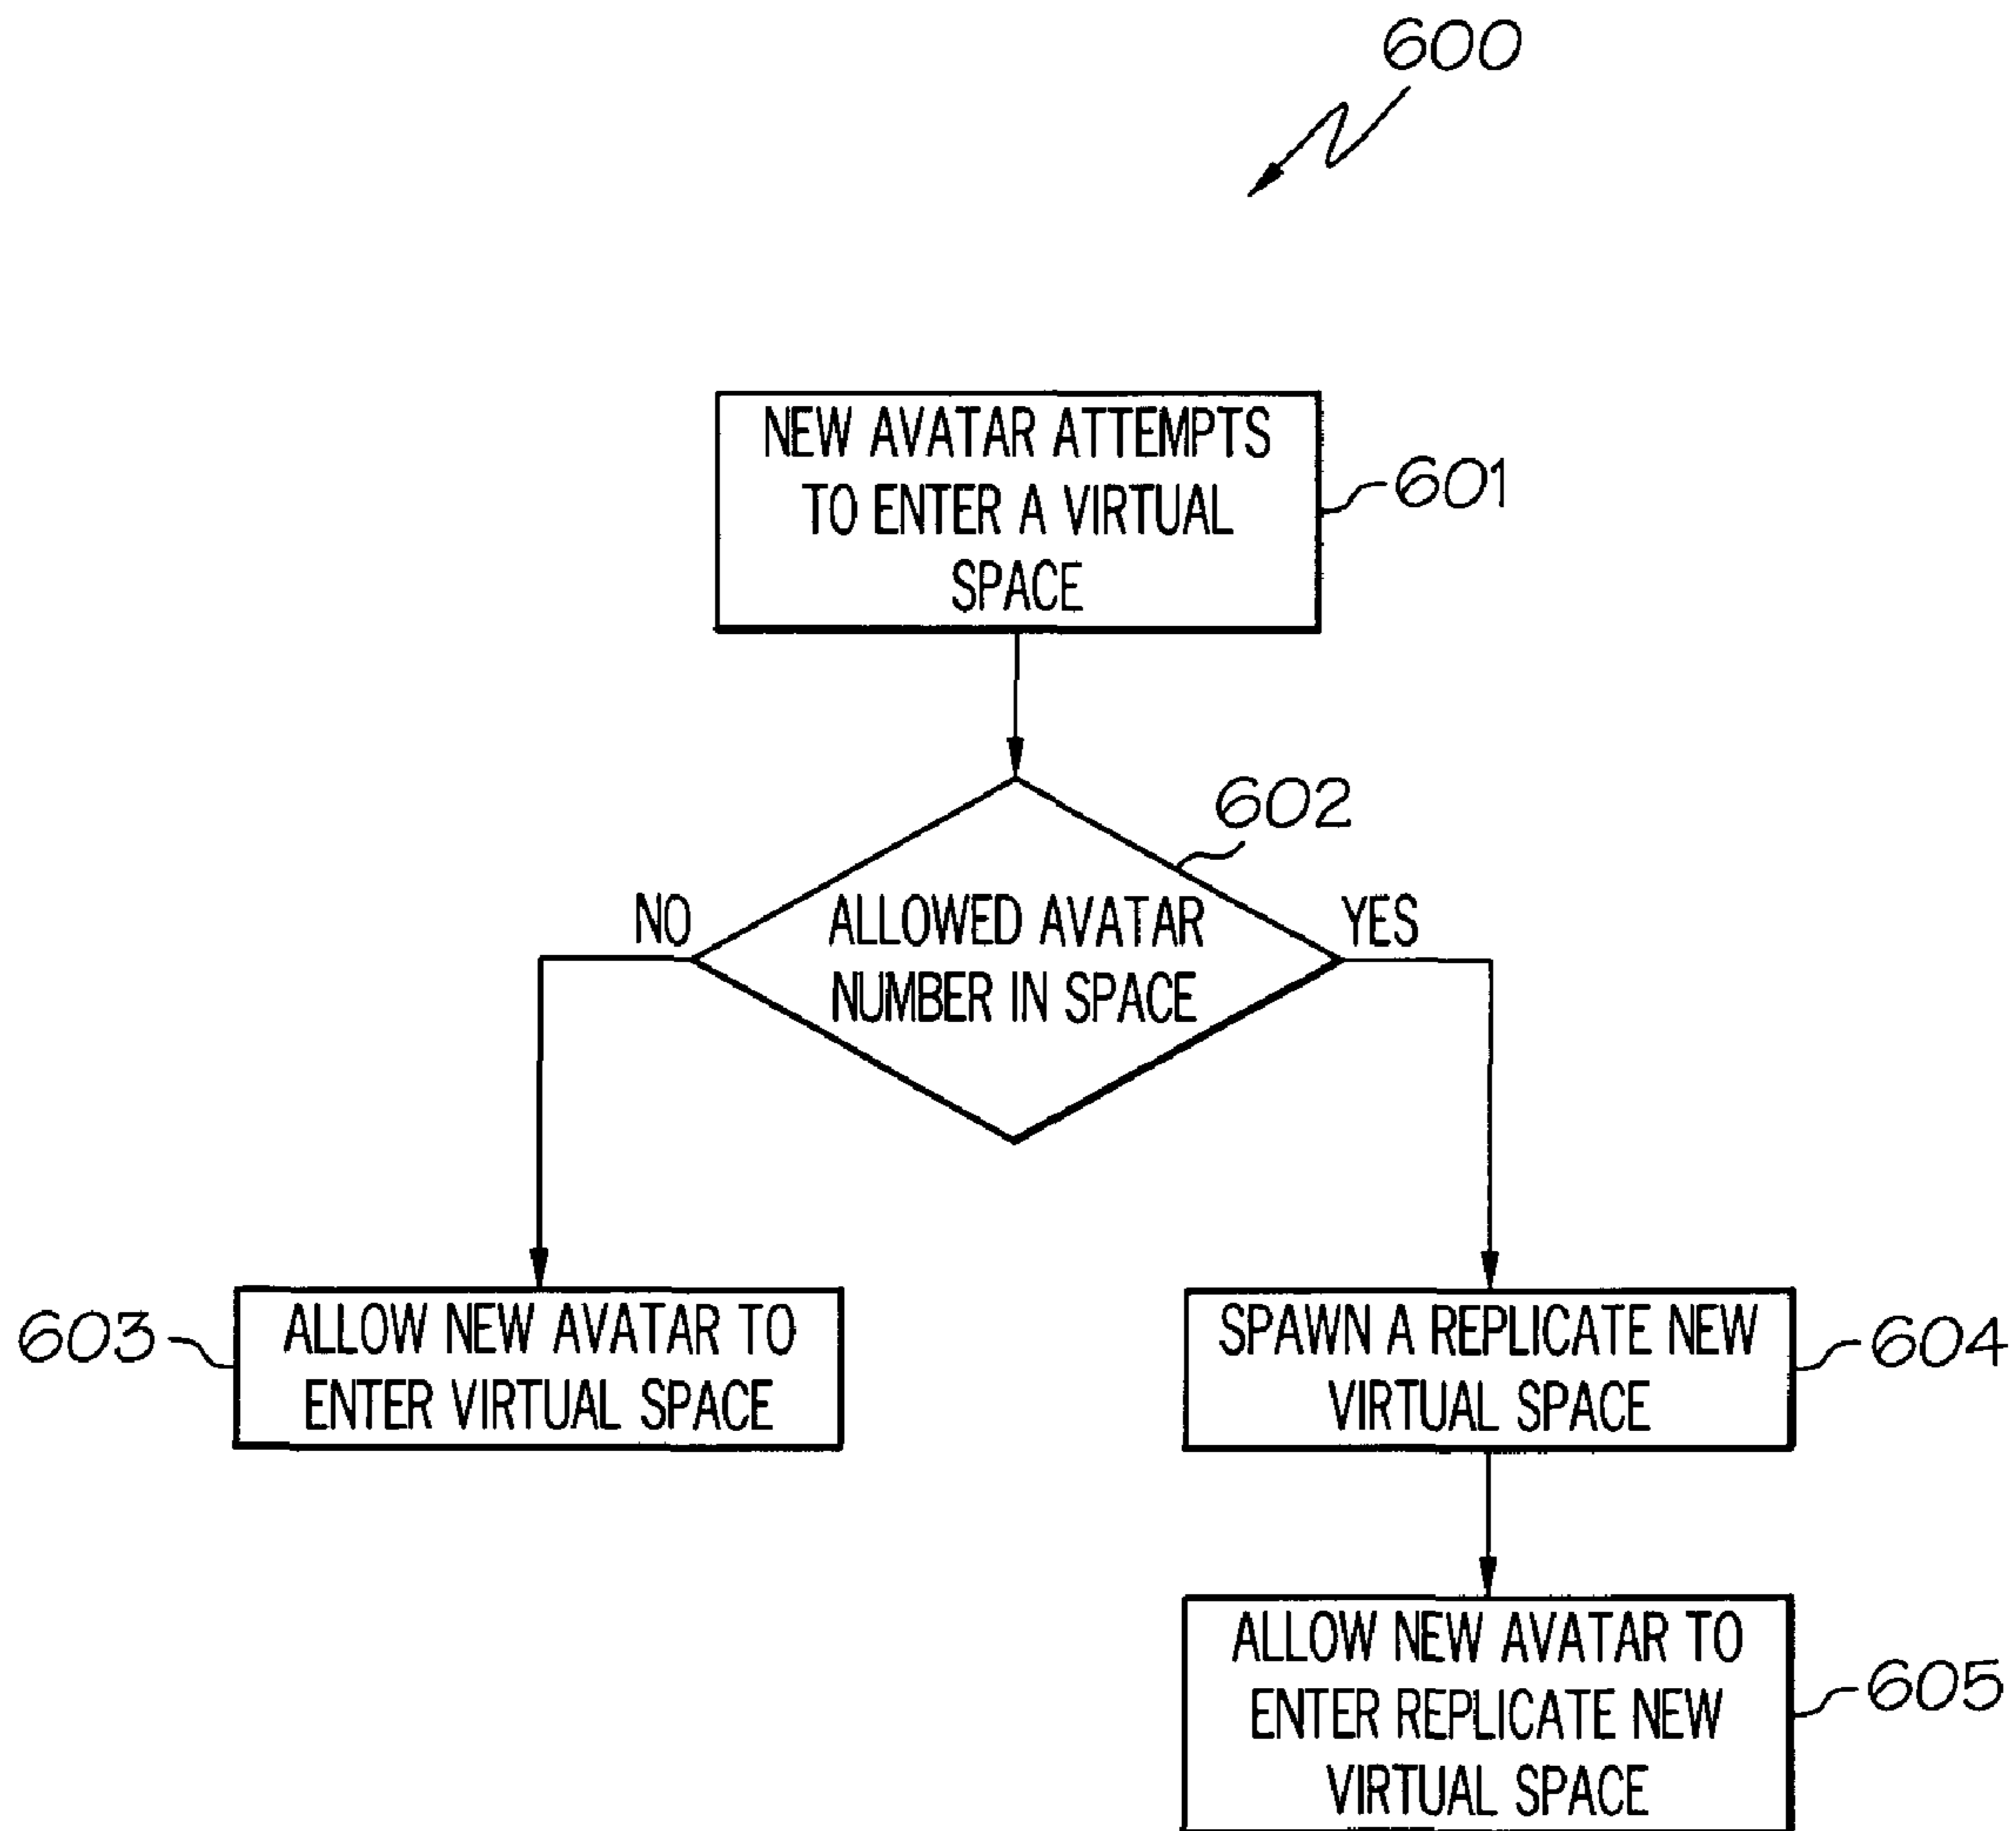 600
NEW AVATAR ATTEMPTS
TO ENTER A VIRTUAL
SPACE
601
602
NO
ALLOWED AVATAR
NUMBER IN SPACE
YES
603
ALLOW NEW AVATAR TO
ENTER VIRTUAL SPACE
SPAWN A REPLICATE NEW
VIRTUAL SPACE
604
ALLOW NEW AVATAR TO
ENTER REPLICATE NEW
VIRTUAL SPACE
605